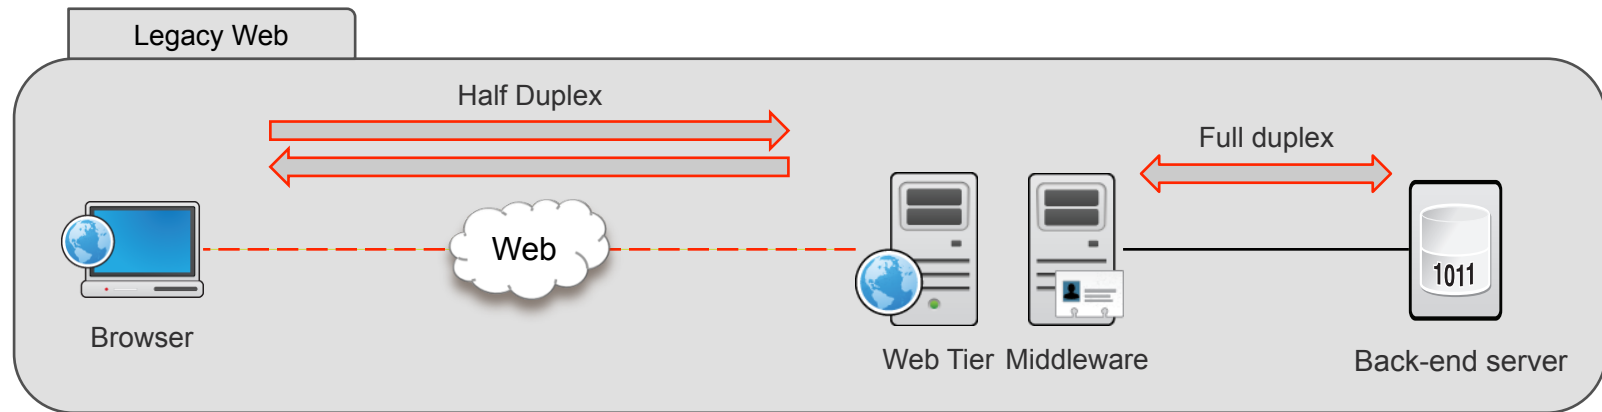 Legacy Web
Half Duplex
Full duplex
Web
1011
Browser
Web Tier
Middleware
Back-end server